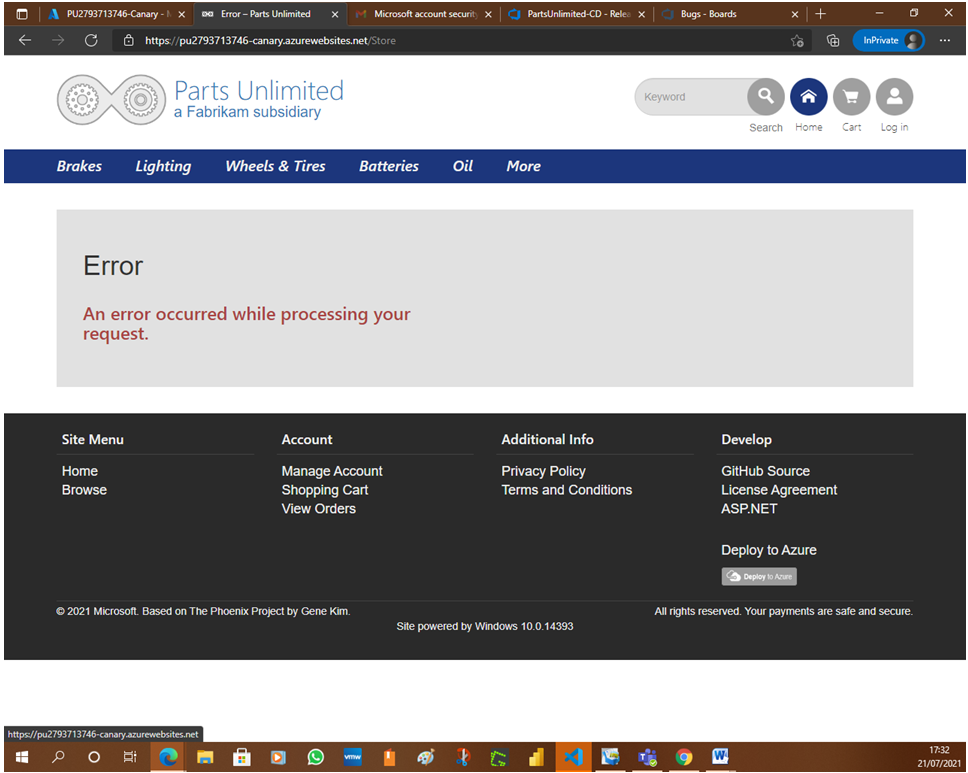 PU2793713746-Canary - M
Error – Parts Unlimited
Microsoft account security
PartsUnlimited-CD - Relea
Bugs - Boards
https://pu2793713746-canary.azurewebsites.net/Store
InPrivate
Parts Unlimited
a Fabrikam subsidiary
Keyword
Search
Home
Cart
Log in
Brakes Lighting Wheels & Tires Batteries Oil More
Error
An error occurred while processing your
request.
Site Menu
Home
Browse
Account
Manage Account
Shopping Cart
View Orders
Additional Info
Privacy Policy
Terms and Conditions
Develop
GitHub Source
License Agreement
ASP.NET
Deploy to Azure
Deploy to Azure
© 2021 Microsoft. Based on The Phoenix Project by Gene Kim.
All rights reserved. Your payments are safe and secure.
Site powered by Windows 10.0.14393
https://pu2793713746-canary.azurewebsites.net
vmw
17:32
21/07/2021